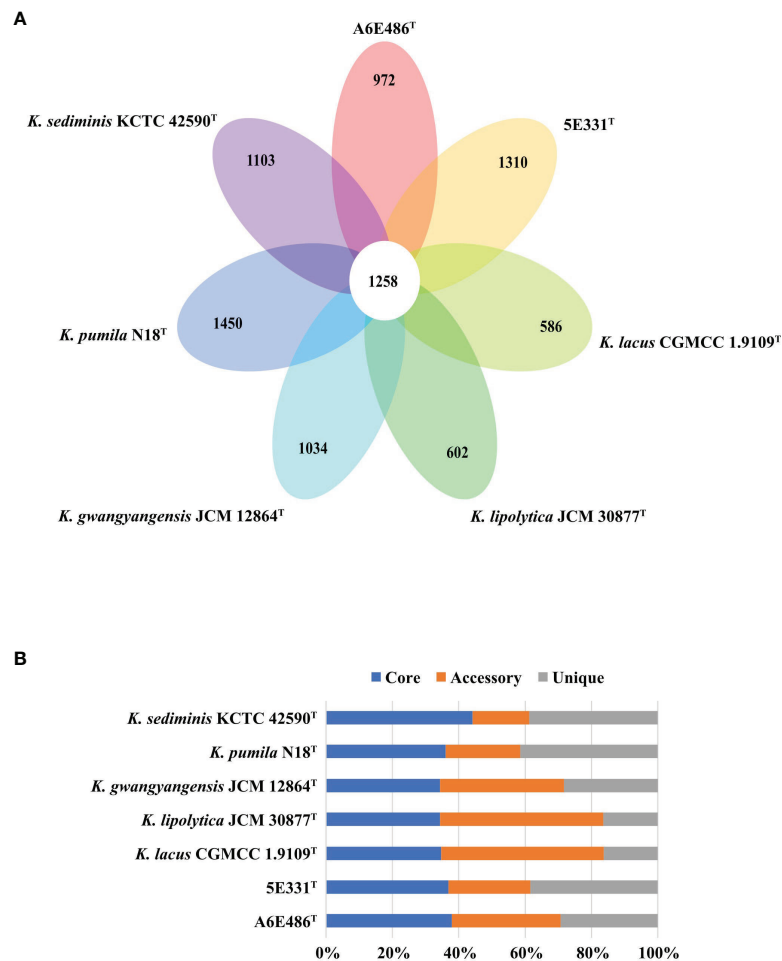 A
A6E486ᵀ
972
K. sediminis KCTC 42590ᵀ
5E331ᵀ
1103
1310
1258
1450
586
K. pumila N18ᵀ
K. lacus CGMCC 1.9109ᵀ
1034
602
K. gwangyangensis JCM 12864ᵀ
K. lipolytica JCM 30877ᵀ
B
Core Accessory Unique
K. sediminis KCTC 42590ᵀ
K. pumila N18ᵀ
K. gwangyangensis JCM 12864ᵀ
K. lipolytica JCM 30877ᵀ
K. lacus CGMCC 1.9109ᵀ
5E331ᵀ
A6E486ᵀ
0% 20% 40% 60% 80% 100%